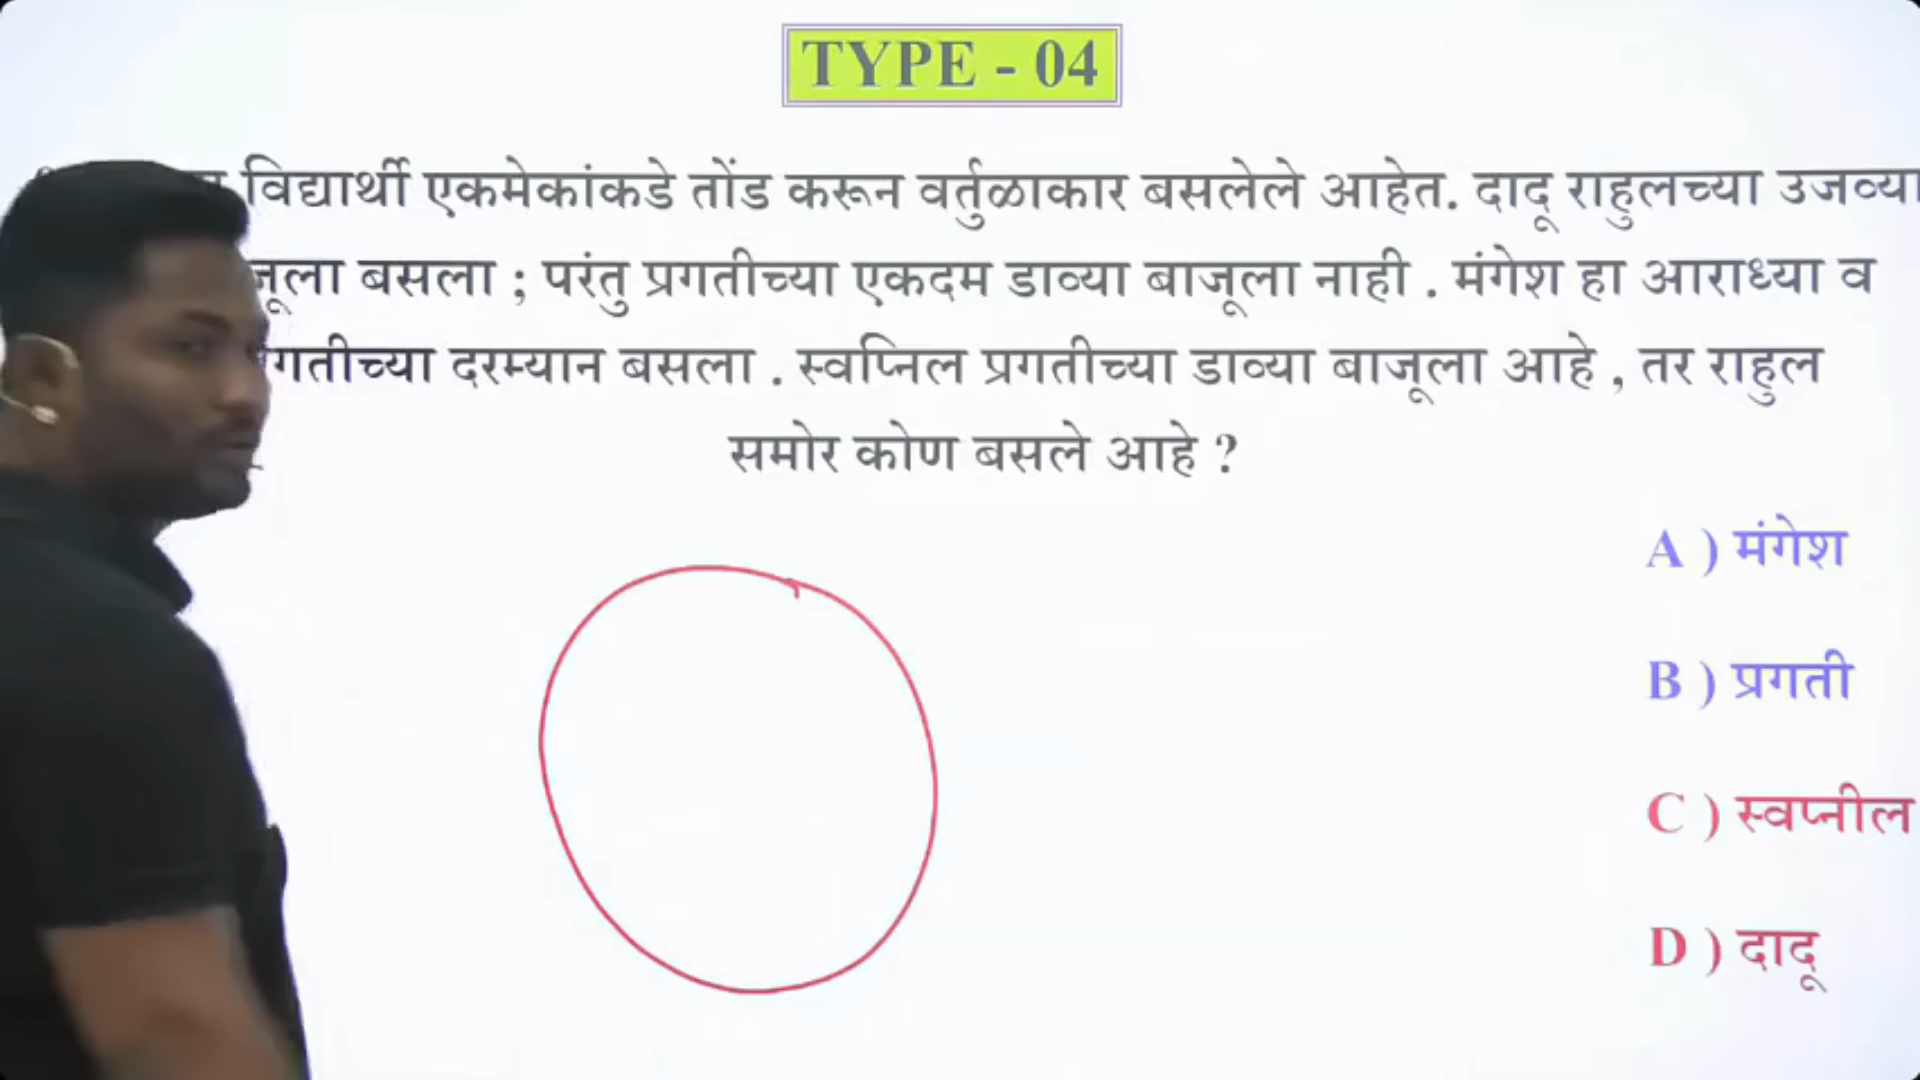 TYPE - 04
विद्यार्थी एकमेकांकडे तोंड करून वर्तुळाकार बसलेले आहेत. दादू राहुलच्या उजव्या
बसला ; परंतु प्रगतीच्या एकदम डाव्या बाजूला नाही . मंगेश हा आराध्या व
दरम्यान बसला . स्वप्निल प्रगतीच्या डाव्या बाजूला आहे , तर राहुल
समोर कोण बसले आहे ?
A ) मंगेश
B ) प्रगती
C ) स्वप्नील
D ) दादू